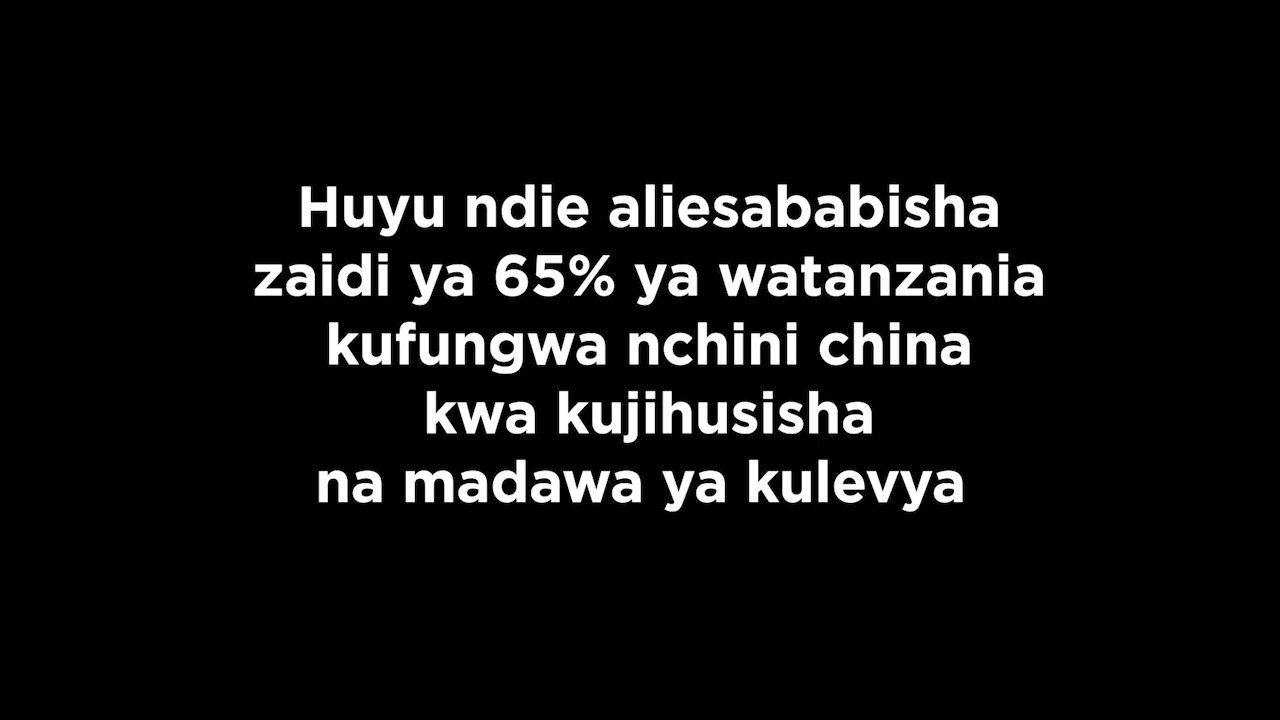 Huyu ndie aliesababisha
zaidi ya 65% ya watanzania
kufungwa nchini china
kwa kujihusisha
na madawa ya kulevya